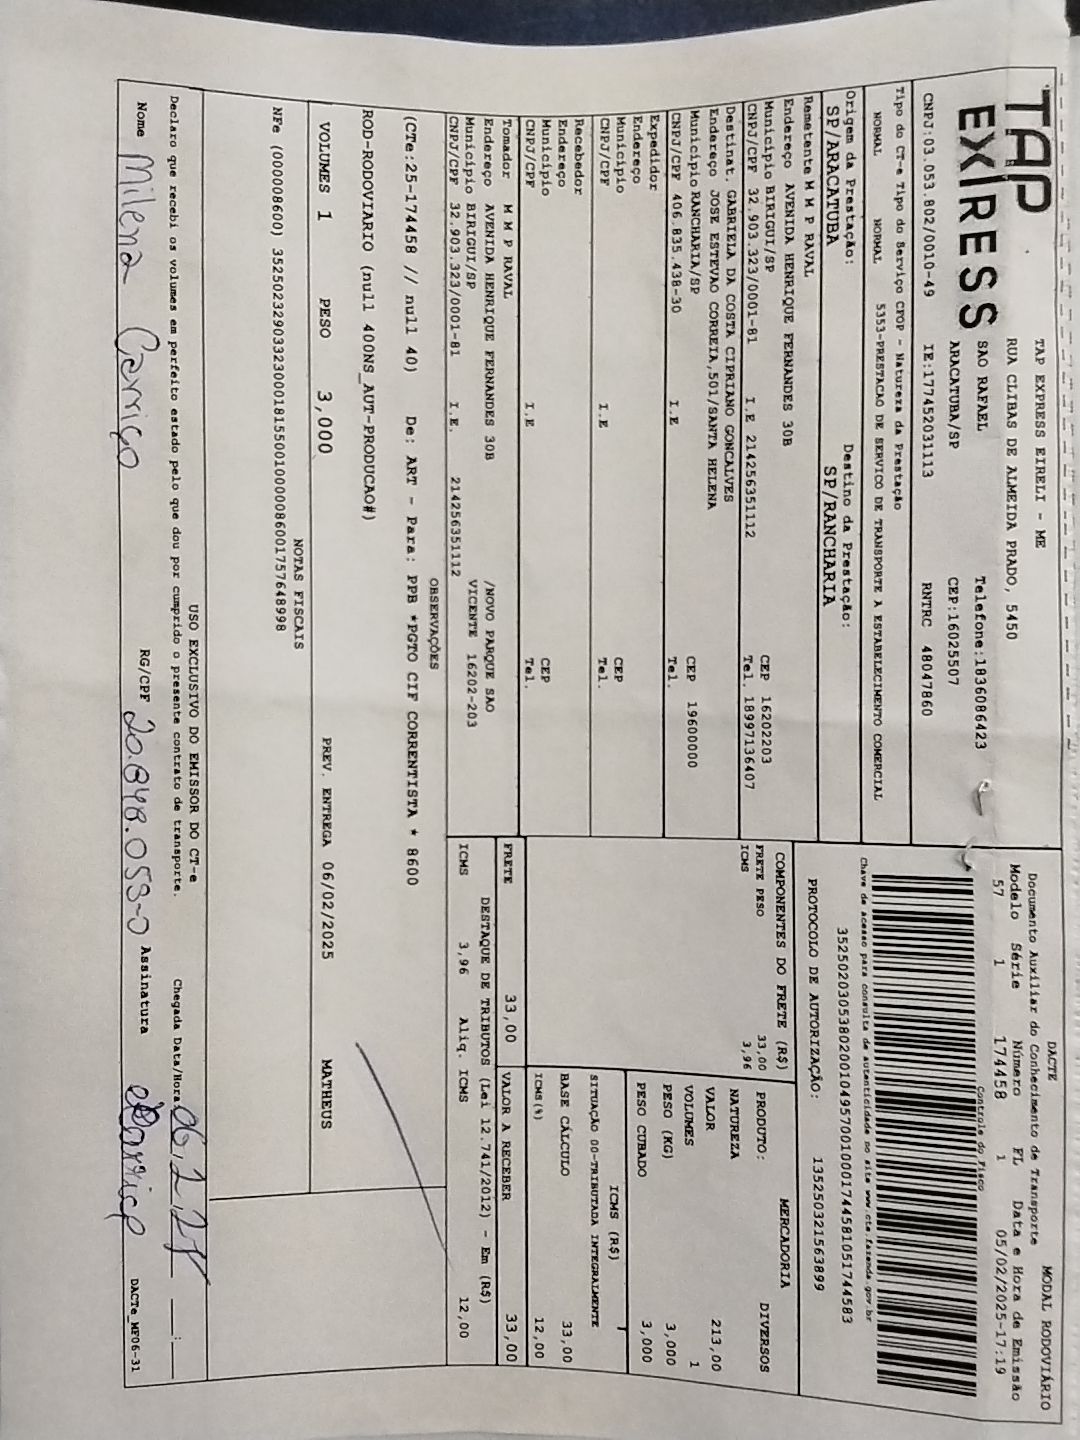 TAP
EXPRESS
TAP EXPRESS EIRELI - ME
RUA CLIBAS DE ALMEIDA PRADO, 5450
SAO RAFAEL Telefone:1836086423
ARACATUBA/SP CEP:16025507
CNPJ:03.053.802/0010-49 IE:177452031113 RNTRC 48047860
DACTE MODAL RODOVIÁRIO
Documento Auxiliar do Conhecimento de Transporte
Modelo Série Número FL Data e Hora de Emissão
57 1 174458 1 05/02/2025-17:19
Controle do Fisco
Chave de acesso para consulta de autenticidade no site www.cte.fazenda.gov.br
35250203053802001049570010001744581051744583
PROTOCOLO DE AUTORIZAÇÃO: 135250321563899
Tipo do CT-e Tipo do Serviço CFOP - Natureza da Prestação
NORMAL NORMAL 5353-PRESTACAO DE SERVICO DE TRANSPORTE A ESTABELECIMENTO COMERCIAL
Origem da Prestação: Destino da Prestação:
SP/ARACATUBA SP/RANCHARIA
Remetente M M P RAVAL
Endereço AVENIDA HENRIQUE FERNANDES 30B
Município BIRIGUI/SP CEP 16202203
CNPJ/CPF 32.903.323/0001-81 I.E 214256351112 Tel. 18997136407
Destinat. GABRIELA DA COSTA CIPRIANO GONCALVES
Endereço JOSE ESTEVAO CORREIA,501/SANTA HELENA
Município RANCHARIA/SP CEP 19600000
CNPJ/CPF 406.835.438-30 I.E Tel.
Expedidor
Endereço
Município CEP
CNPJ/CPF I.E Tel.
Recebedor
Endereço
Município CEP
CNPJ/CPF I.E Tel.
Tomador M M P RAVAL
Endereço AVENIDA HENRIQUE FERNANDES 30B /NOVO PARQUE SAO
Município BIRIGUI/SP VICENTE 16202-203
CNPJ/CPF 32.903.323/0001-81 I.E. 214256351112
COMPONENTES DO FRETE (R$)
FRETE PESO 33,00
ICMS 3,96
MERCADORIA
PRODUTO: DIVERSOS
NATUREZA
VALOR 213,00
VOLUMES 1
PESO (KG) 3,000
PESO CUBADO 3,000
ICMS (R$)
SITUAÇÃO 00-TRIBUTADA INTEGRALMENTE
BASE CÁLCULO 33,00
ICMS (%) 12,00
FRETE 33,00 VALOR A RECEBER 33,00
DESTAQUE DE TRIBUTOS (Lei 12.741/2012) - Em (R$)
ICMS 3,96 Aliq. ICMS 12,00
OBSERVAÇÕES
(CTe:25-174458 // null 40) De: ART - Para: PPB *PGTO CIF CORRENTISTA * 8600
ROD-RODOVIARIO (null 400NS_AUT-PRODUCAO#)
VOLUMES 1 PESO 3,000 PREV. ENTREGA 06/02/2025 MATHEUS
NOTAS FISCAIS
NFe (000008600) 35250232903323000181550010000086001757648998
USO EXCLUSIVO DO EMISSOR DO CT-e
Declaro que recebi os volumes em perfeito estado pelo que dou por cumprido o presente contrato de transporte. Chegada Data/Hora 06,2,25 __:__
Nome Milena Carriço RG/CPF 20.848.053-0 Assinatura DACTe_MF06-31